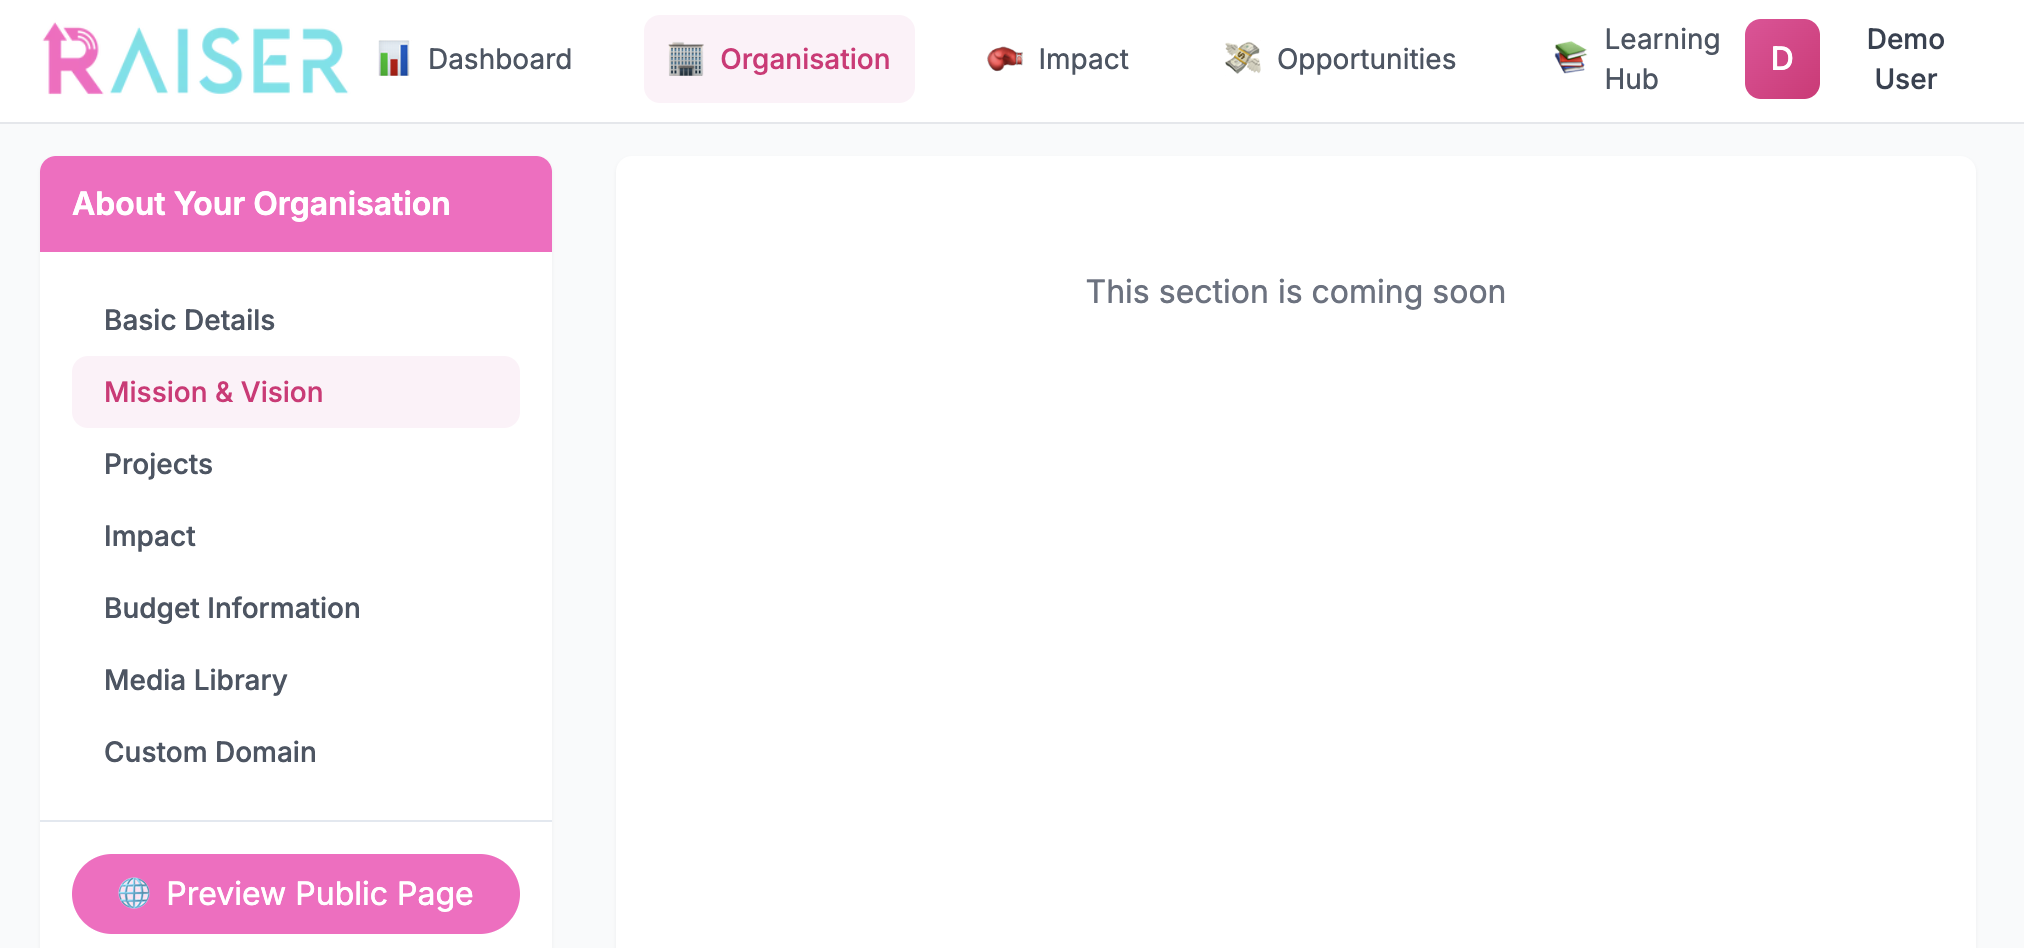 RAISER
Dashboard
Organisation
Impact
Opportunities
Learning
Hub
D
Demo
User
About Your Organisation
Basic Details
Mission & Vision
Projects
Impact
Budget Information
Media Library
Custom Domain
Preview Public Page
This section is coming soon